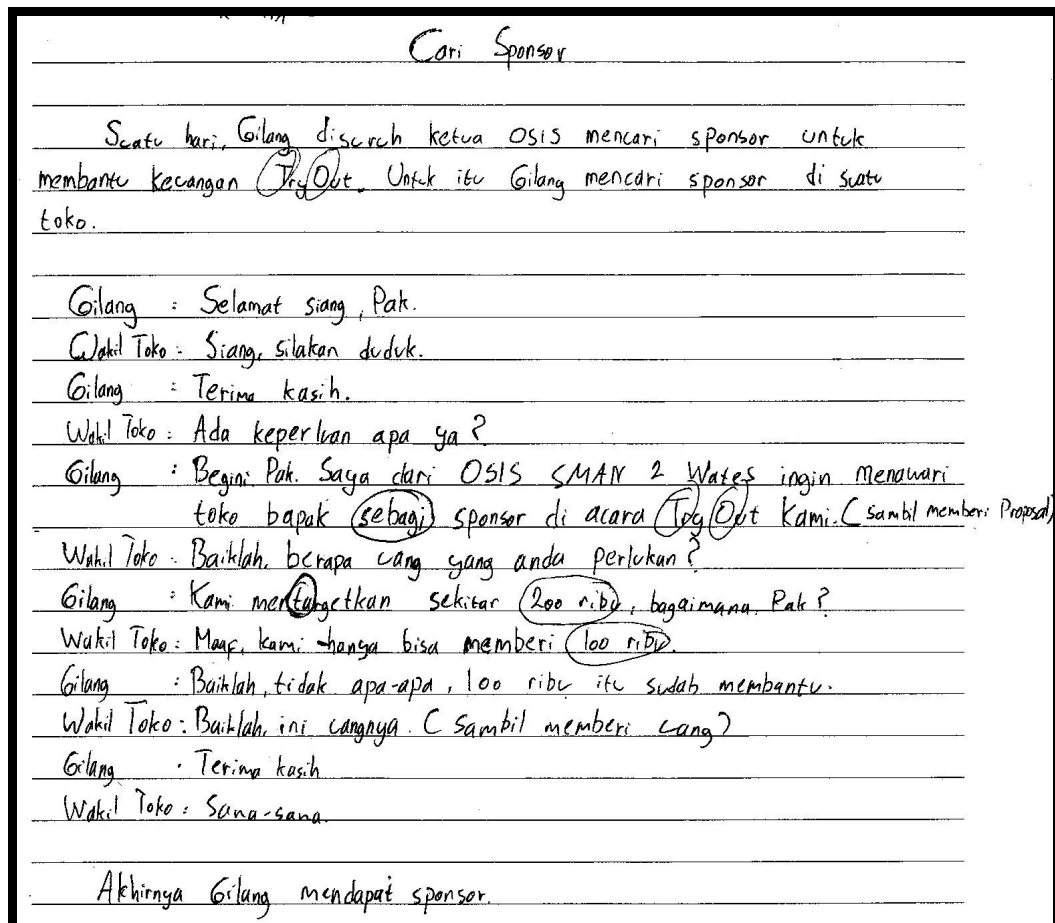 Cari Sponsor
Suatu hari, Gilang disuruh ketua OSIS mencari sponsor untuk
membantu keuangan Try Out. Untuk itu Gilang mencari sponsor di suatu
toko.
Gilang : Selamat siang, Pak.
Wakil Toko : Siang, silakan duduk.
Gilang : Terima kasih.
Wakil Toko : Ada keperluan apa ya?
Gilang : Begini Pak. Saya dari OSIS SMAN 2 Wates ingin menawari
toko bapak sebagi sponsor di acara Try Out Kami. (sambil memberi Proposal)
Wakil Toko : Baiklah, berapa uang yang anda perlukan?
Gilang : Kami mentargetkan sekitar 200 ribu, bagaimana, Pak?
Wakil Toko : Maaf, kami hanya bisa memberi 100 ribu.
Gilang : Baiklah, tidak apa-apa, 100 ribu itu sudah membantu.
Wakil Toko : Baiklah, ini uangnya. (sambil memberi uang)
Gilang : Terima kasih
Wakil Toko : Sama-sama.
Akhirnya Gilang mendapat sponsor.